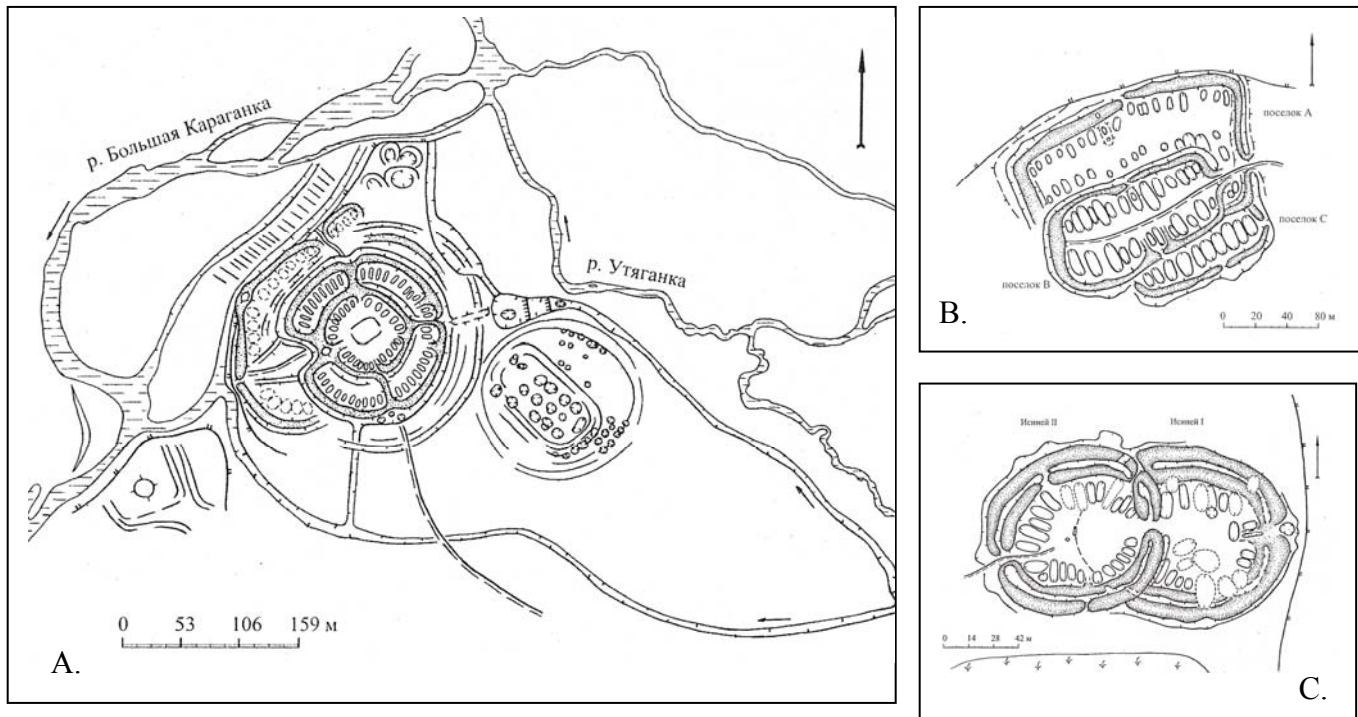 р. Большая Караганка
р. Утяганка
0 53 106 159 м
A.
поселок А
поселок С
поселок В
B.
0 20 40 80 м
Исиней II
Исиней I
0 14 28 42 м
C.